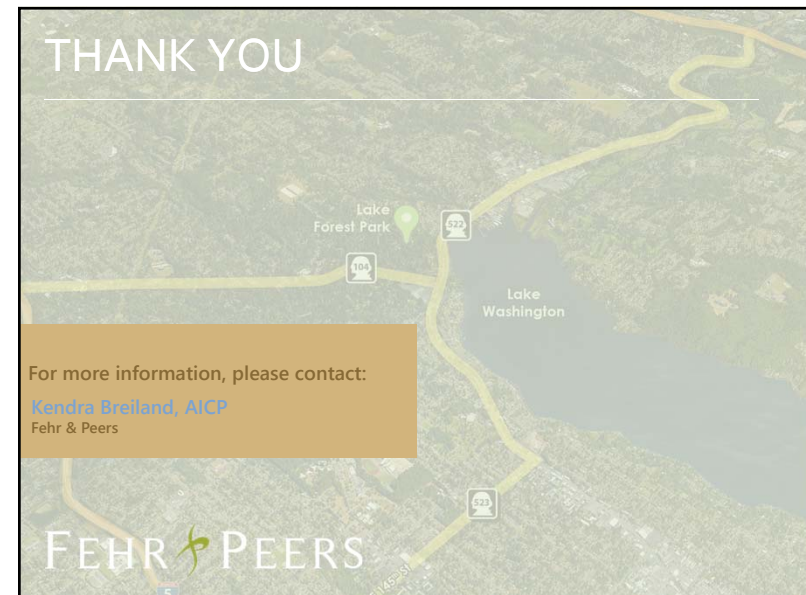 THANK YOU
Lake
Forest Park
522
104
Lake
Washington
For more information, please contact:
Kendra Breiland, AICP
Fehr & Peers
523
FEHR PEERS
5